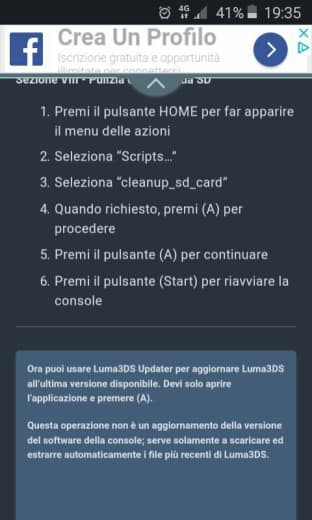 4G 41% 19:35
Crea Un Profilo
Iscrizione gratuita e opportunità
illimitate per connettersi
Sezione VIII - Pulizia SD
1. Premi il pulsante HOME per far apparire
il menu delle azioni
2. Seleziona “Scripts...”
3. Seleziona “cleanup_sd_card”
4. Quando richiesto, premi (A) per
procedere
5. Premi il pulsante (A) per continuare
6. Premi il pulsante (Start) per riavviare la
console
Ora puoi usare Luma3DS Updater per aggiornare Luma3DS
all'ultima versione disponibile. Devi solo aprire
l'applicazione e premere (A).
Questa operazione non è un aggiornamento della versione
del software della console; serve solamente a scaricare ed
estrarre automaticamente i file più recenti di Luma3DS.